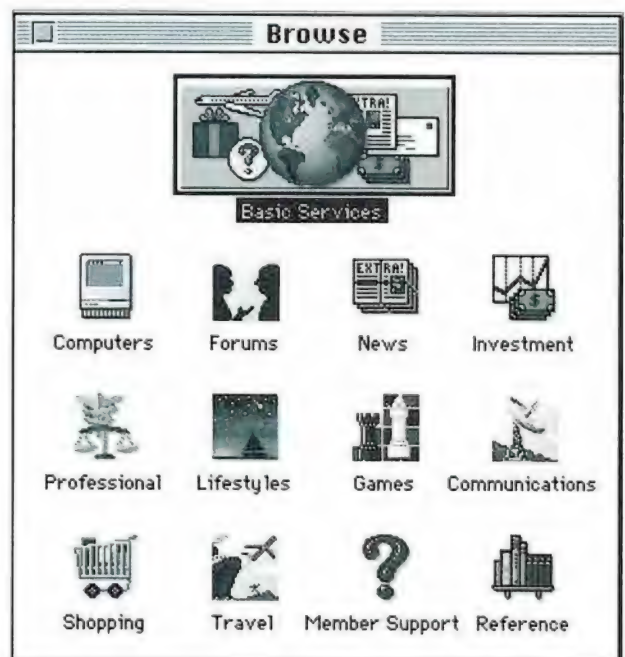 Browse
EXTRA!
Basic Services
EXTRA!
Computers Forums News Investment
Professional Lifestyles Games Communications
Shopping Travel Member Support Reference